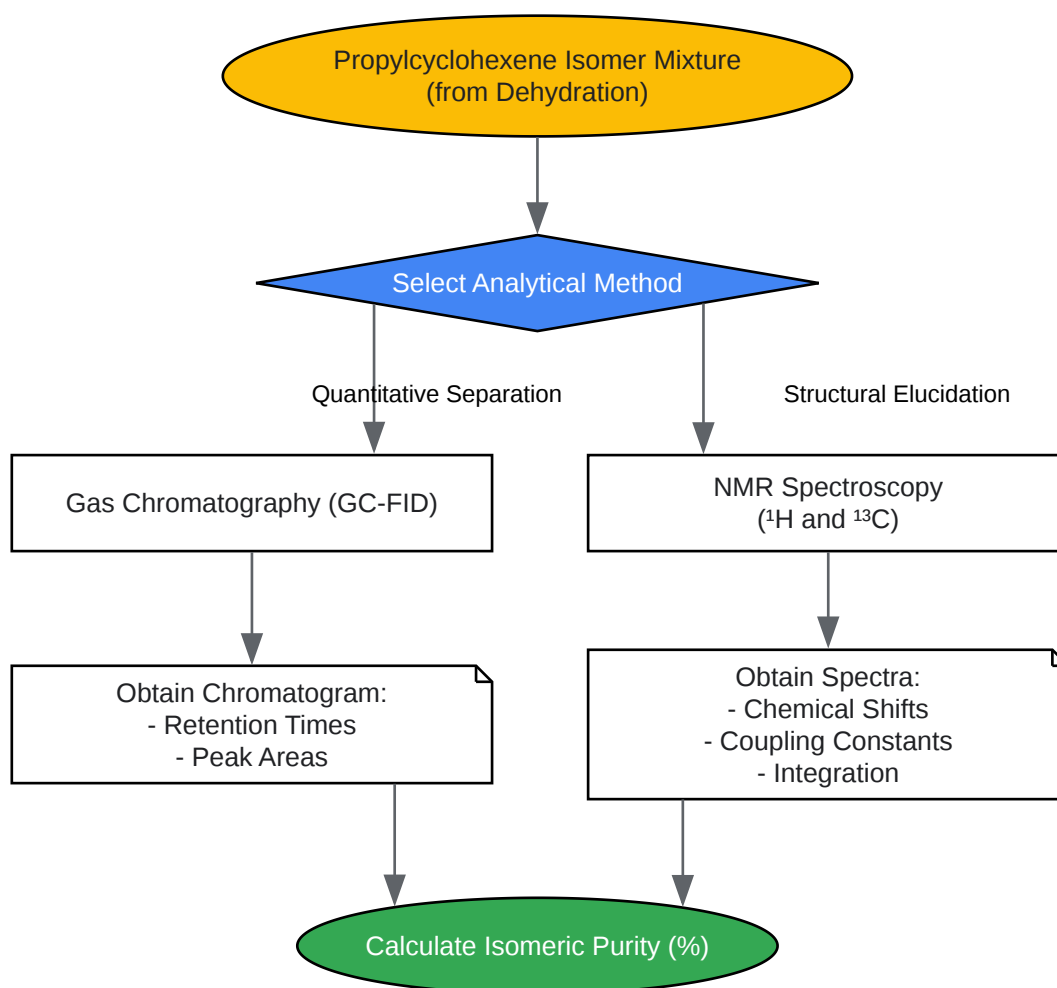 Propylcyclohexene Isomer Mixture
(from Dehydration)
Select Analytical Method
Quantitative Separation
Structural Elucidation
Gas Chromatography (GC-FID)
NMR Spectroscopy
(¹H and ¹³C)
Obtain Chromatogram:
- Retention Times
- Peak Areas
Obtain Spectra:
- Chemical Shifts
- Coupling Constants
- Integration
Calculate Isomeric Purity (%)